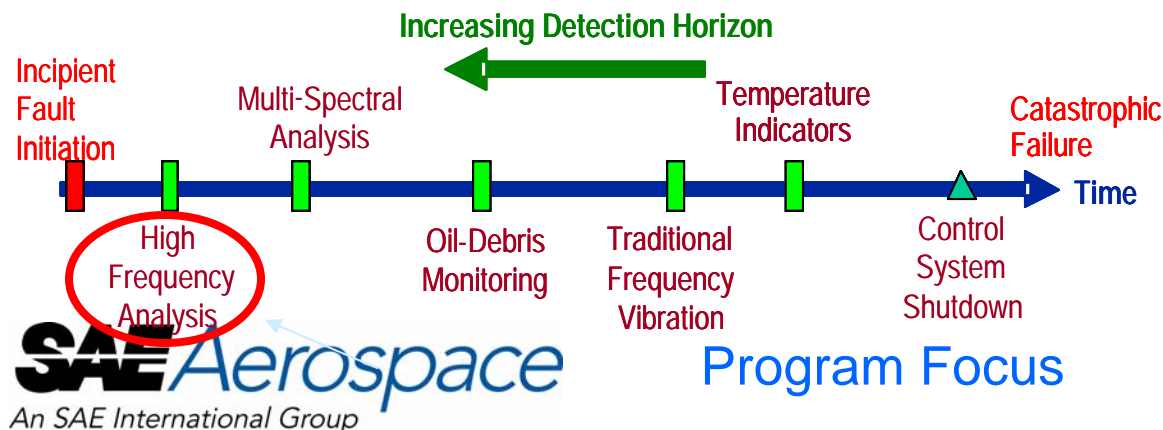 Increasing Detection Horizon
Incipient
Fault
Initiation
Multi-Spectral
Analysis
Temperature
Indicators
Catastrophic
Failure
Time
High
Frequency
Analysis
Oil-Debris
Monitoring
Traditional
Frequency
Vibration
Control
System
Shutdown
SAE Aerospace
An SAE International Group
Program Focus